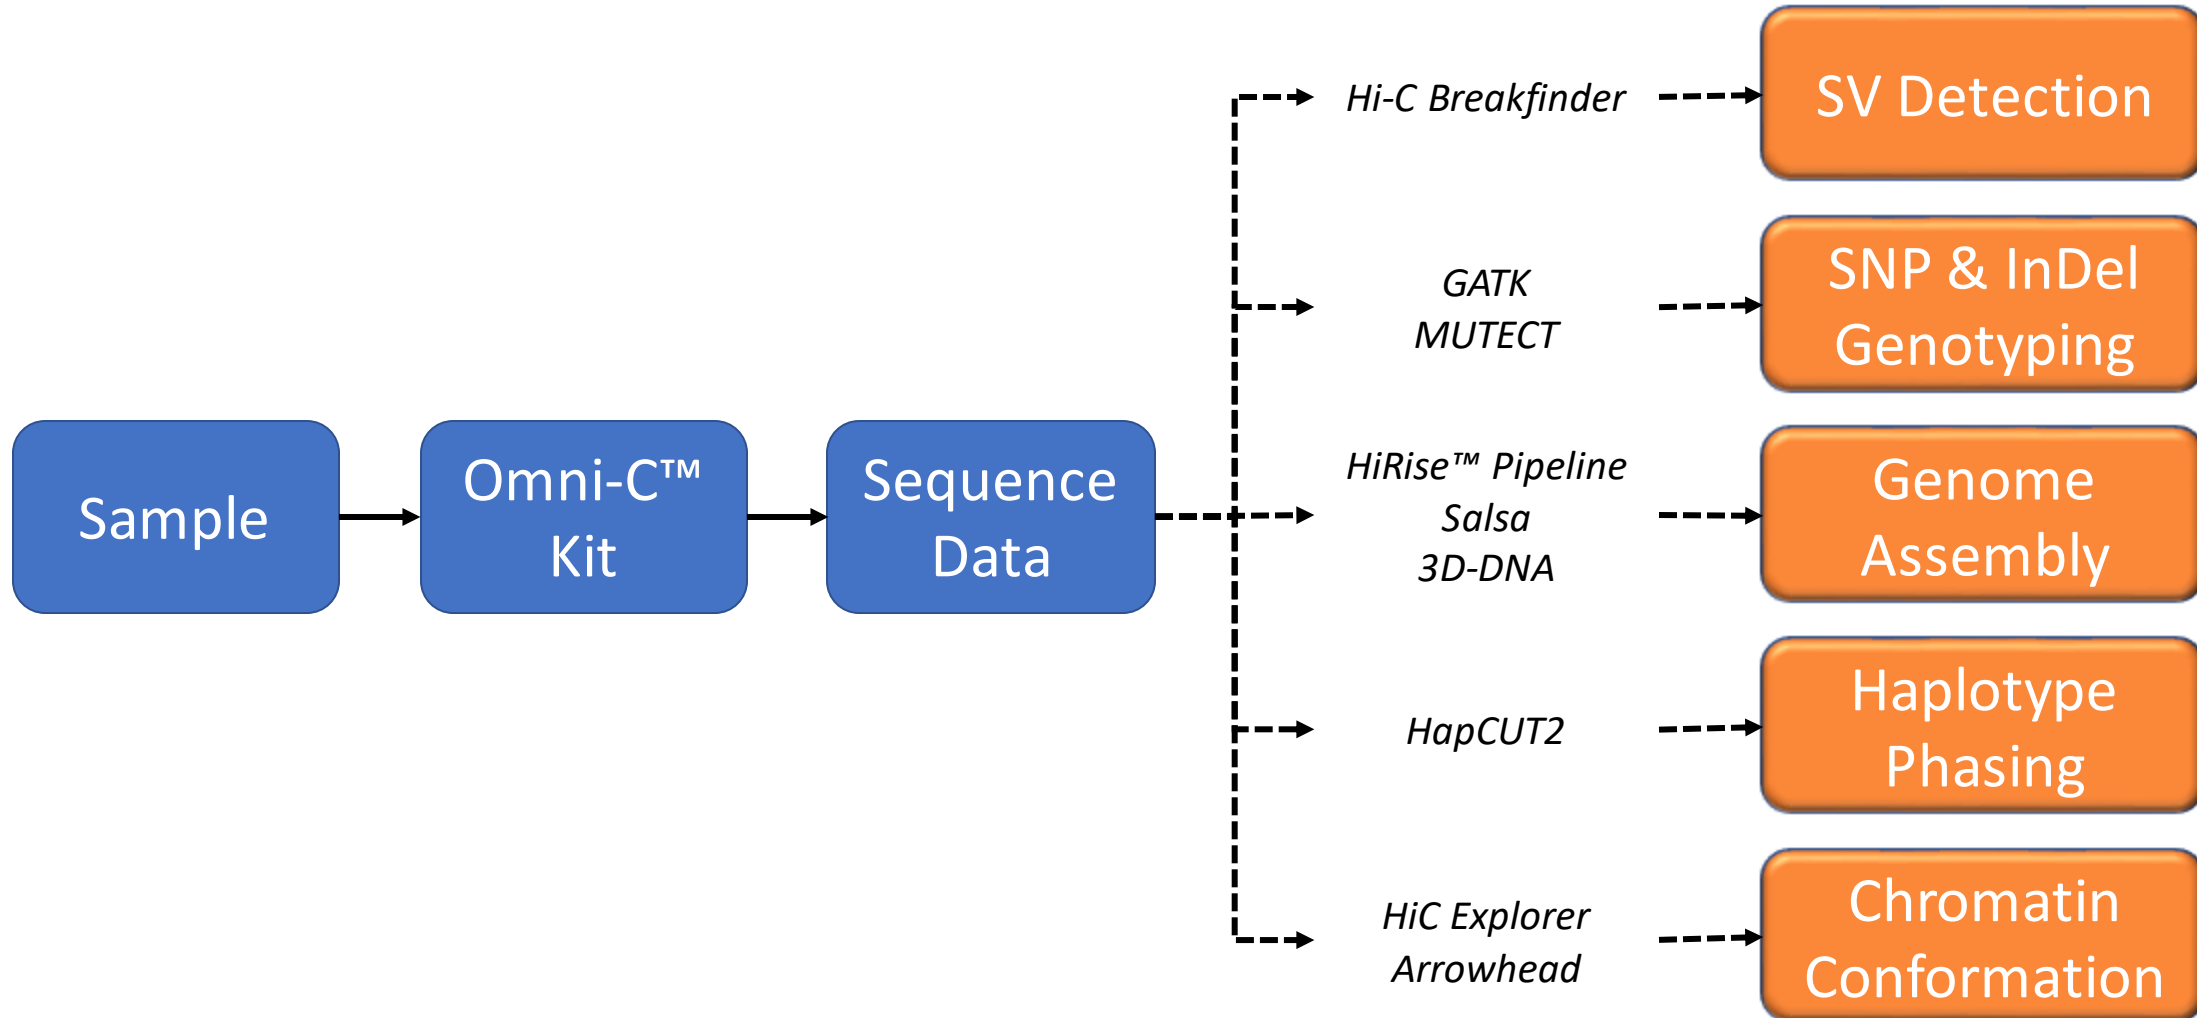 Sample
Omni-C™
Kit
Sequence
Data
Hi-C Breakfinder
SV Detection
GATK
MUTECT
SNP & InDel
Genotyping
HiRise™ Pipeline
Salsa
3D-DNA
Genome
Assembly
HapCUT2
Haplotype
Phasing
HiC Explorer
Arrowhead
Chromatin
Conformation